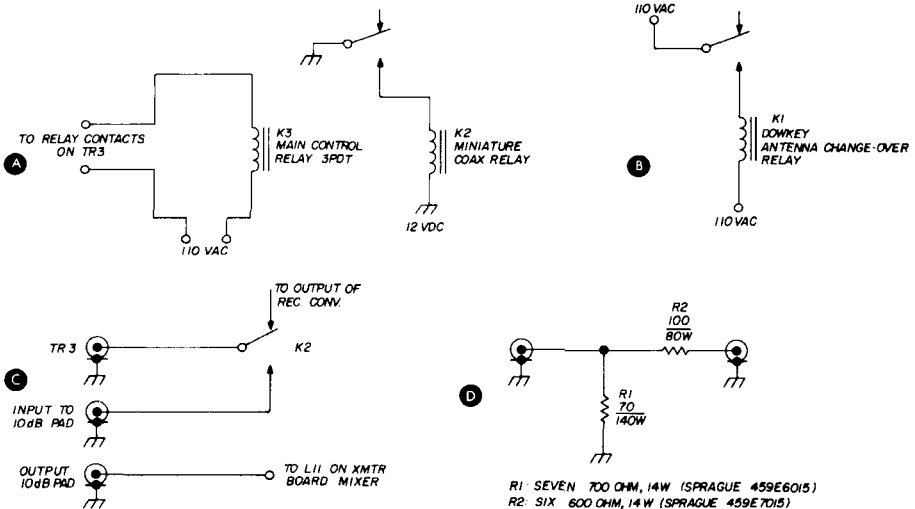 A
TO RELAY CONTACTS
ON TR3
110 VAC
K3
MAIN CONTROL
RELAY 3PDT
K2
MINIATURE
COAX RELAY
12 VDC
B
110 VAC
K1
DOWKEY
ANTENNA CHANGE-OVER
RELAY
110VAC
C
TO OUTPUT OF
REC. CONV.
TR 3
K2
INPUT TO
10dB PAD
OUTPUT
10dB PAD
TO L11 ON XMTR
BOARD MIXER
D
R2
100
80W
R1
70
140W
R1: SEVEN 700 OHM, 14W (SPRAGUE 459E6015)
R2: SIX 600 OHM, 14W (SPRAGUE 459E7015)